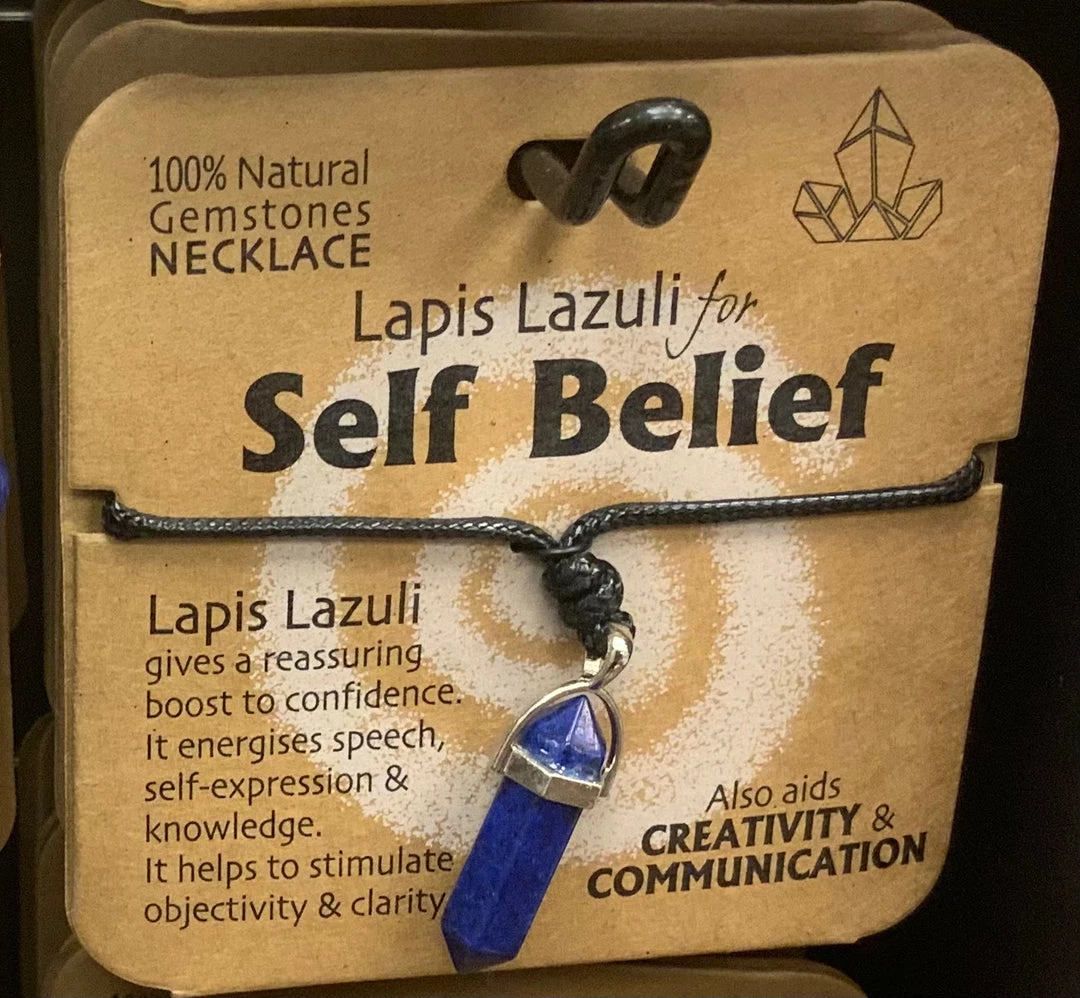 100% Natural
Gemstones
NECKLACE
Lapis Lazuli for
Self Belief
Lapis Lazuli
gives a reassuring
boost to confidence.
It energises speech,
self-expression &
knowledge.
It helps to stimulate
objectivity & clarity
Also aids
CREATIVITY &
COMMUNICATION